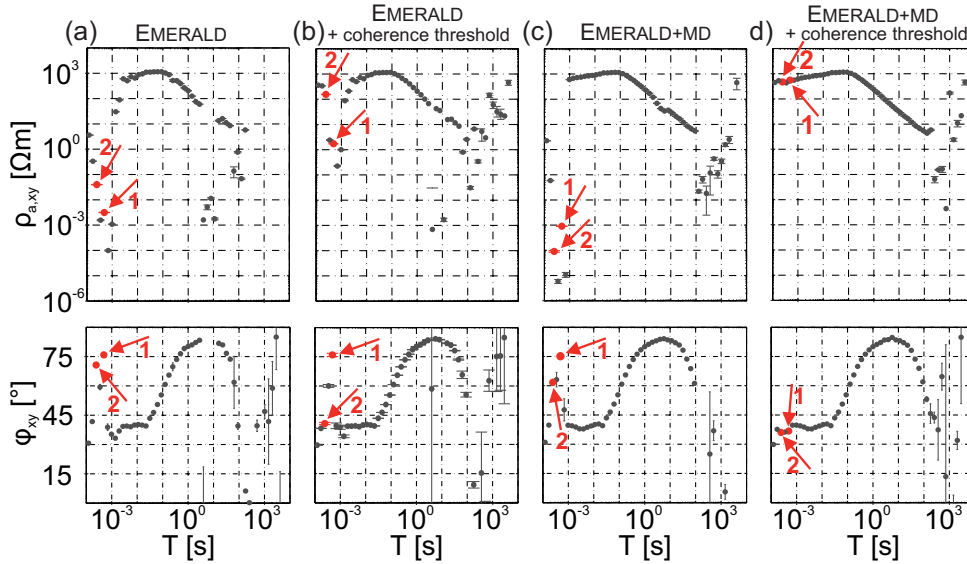 (a) EMERALD
(b) EMERALD
+ coherence threshold
(c) EMERALD+MD
d) EMERALD+MD
+ coherence threshold
ρa,xy [Ωm]
10³
10⁰
10⁻³
10⁻⁶
2
1
2
1
1
2
2
1
φxy [°]
75
45
15
1
2
1
2
1
2
1
2
10⁻³ 10⁰ 10³
10⁻³ 10⁰ 10³
10⁻³ 10⁰ 10³
10⁻³ 10⁰ 10³
T [s]
T [s]
T [s]
T [s]